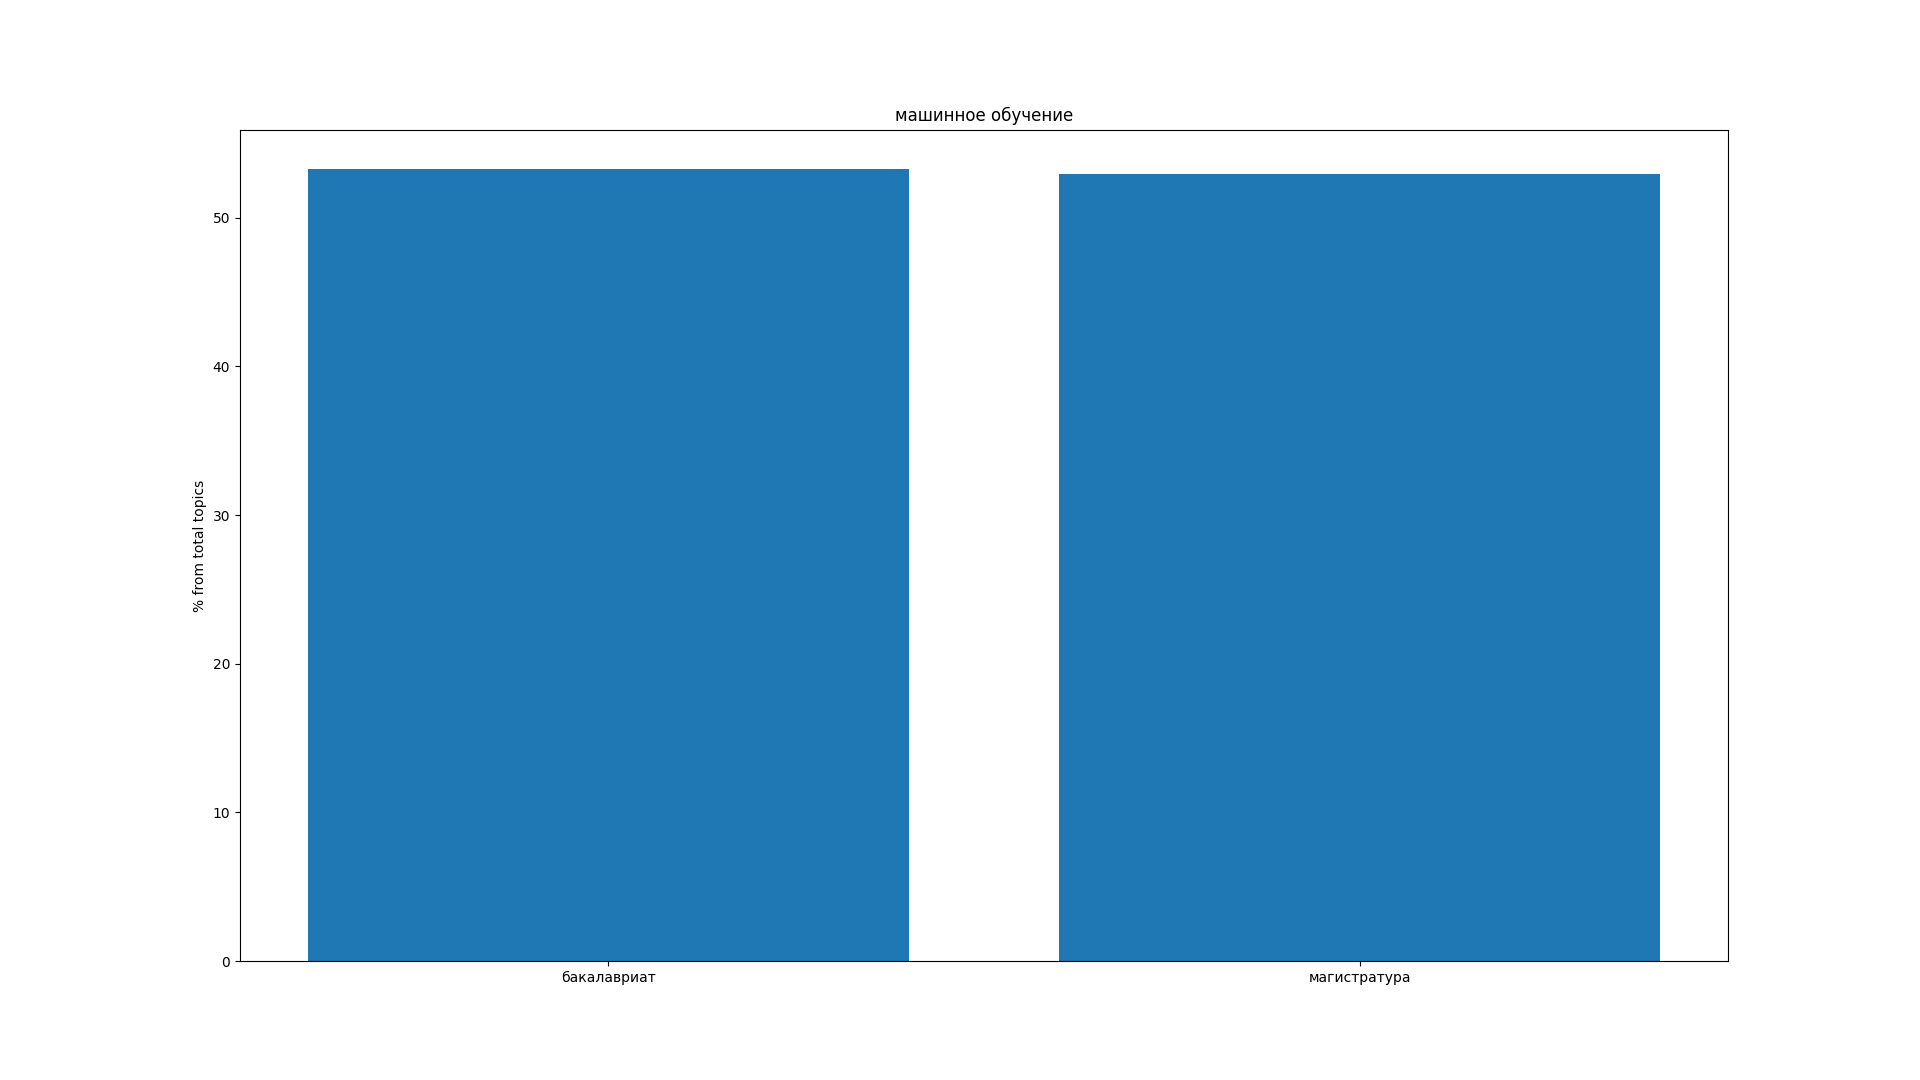 машинное обучение
% from total topics
50
40
30
20
10
0
бакалавриат
магистратура